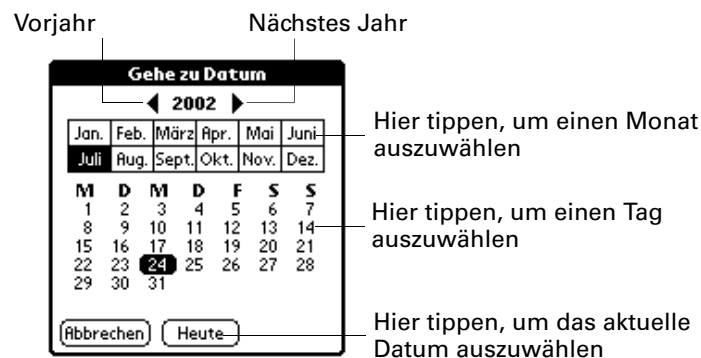 Vorjahr Nächstes Jahr
Gehe zu Datum
2002
Jan. Feb. März Apr. Mai Juni
Juli Aug. Sept. Okt. Nov. Dez.
Hier tippen, um einen Monat
auszuwählen
M D M D F S S
1 2 3 4 5 6 7
8 9 10 11 12 13 14
15 16 17 18 19 20 21
22 23 24 25 26 27 28
29 30 31
Hier tippen, um einen Tag
auszuwählen
Abbrechen Heute
Hier tippen, um das aktuelle
Datum auszuwählen